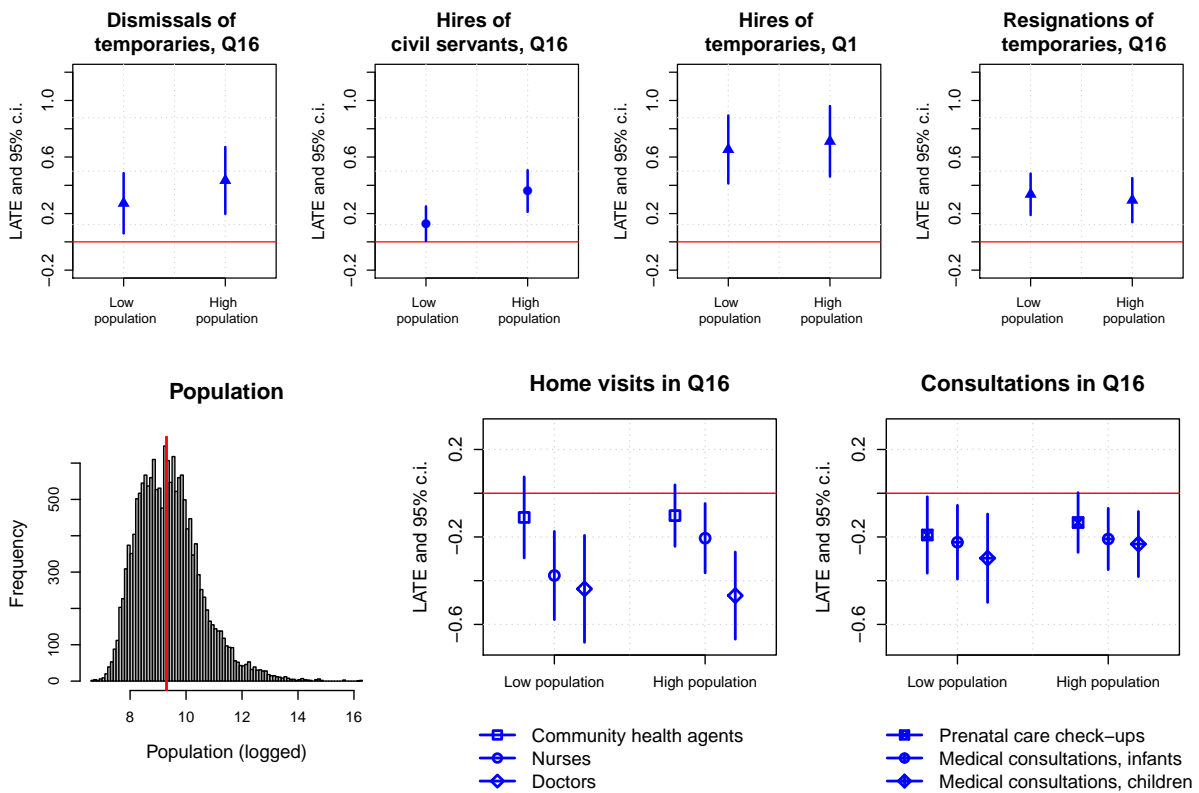 Dismissals of
temporaries, Q16
LATE and 95% c.i.
−0.2 0.2 0.6 1.0
Low
population
High
population
Hires of
civil servants, Q16
LATE and 95% c.i.
−0.2 0.2 0.6 1.0
Low
population
High
population
Hires of
temporaries, Q1
LATE and 95% c.i.
−0.2 0.2 0.6 1.0
Low
population
High
population
Resignations of
temporaries, Q16
LATE and 95% c.i.
−0.2 0.2 0.6 1.0
Low
population
High
population
Population
Frequency
0 100 300 500
8 10 12 14 16
Population (logged)
Home visits in Q16
LATE and 95% c.i.
−0.6 −0.2 0.2
Low population High population
Community health agents
Nurses
Doctors
Consultations in Q16
LATE and 95% c.i.
−0.6 −0.2 0.2
Low population High population
Prenatal care check−ups
Medical consultations, infants
Medical consultations, children